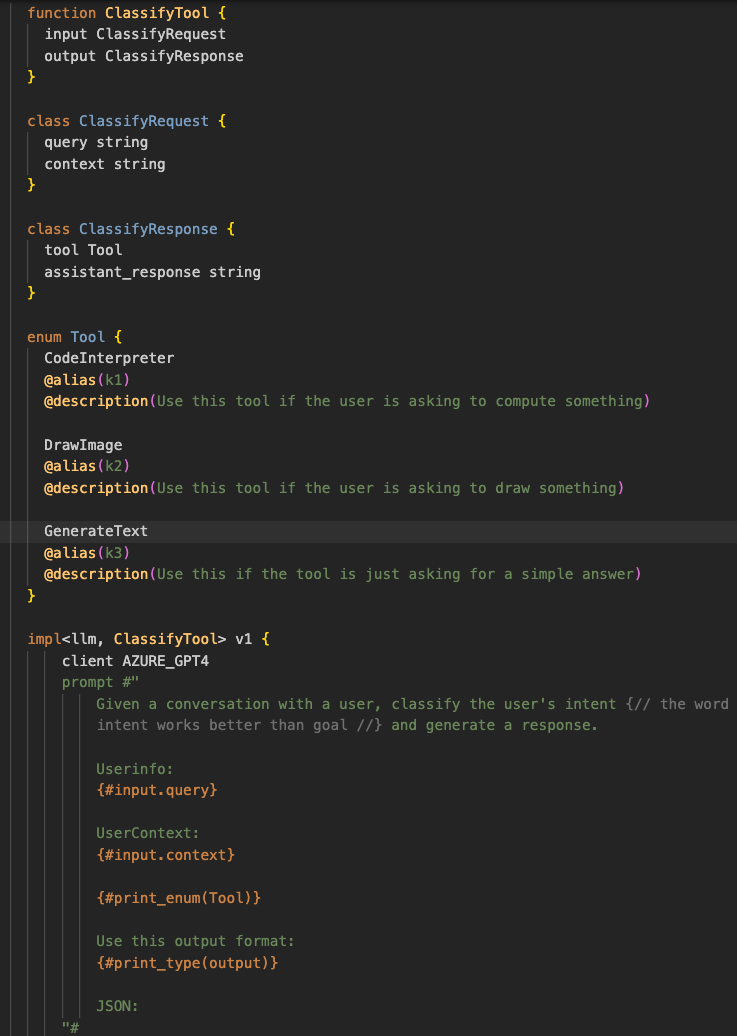 function ClassifyTool {
input ClassifyRequest
output ClassifyResponse
}
class ClassifyRequest {
query string
context string
}
class ClassifyResponse {
tool Tool
assistant_response string
}
enum Tool {
CodeInterpreter
@alias(k1)
@description(Use this tool if the user is asking to compute something)
DrawImage
@alias(k2)
@description(Use this tool if the user is asking to draw something)
GenerateText
@alias(k3)
@description(Use this if the tool is just asking for a simple answer)
}
impl<llm, ClassifyTool> v1 {
client AZURE_GPT4
prompt #"
Given a conversation with a user, classify the user's intent {// the word
intent works better than goal //} and generate a response.
Userinfo:
{#input.query}
UserContext:
{#input.context}
{#print_enum(Tool)}
Use this output format:
{#print_type(output)}
JSON:
"#